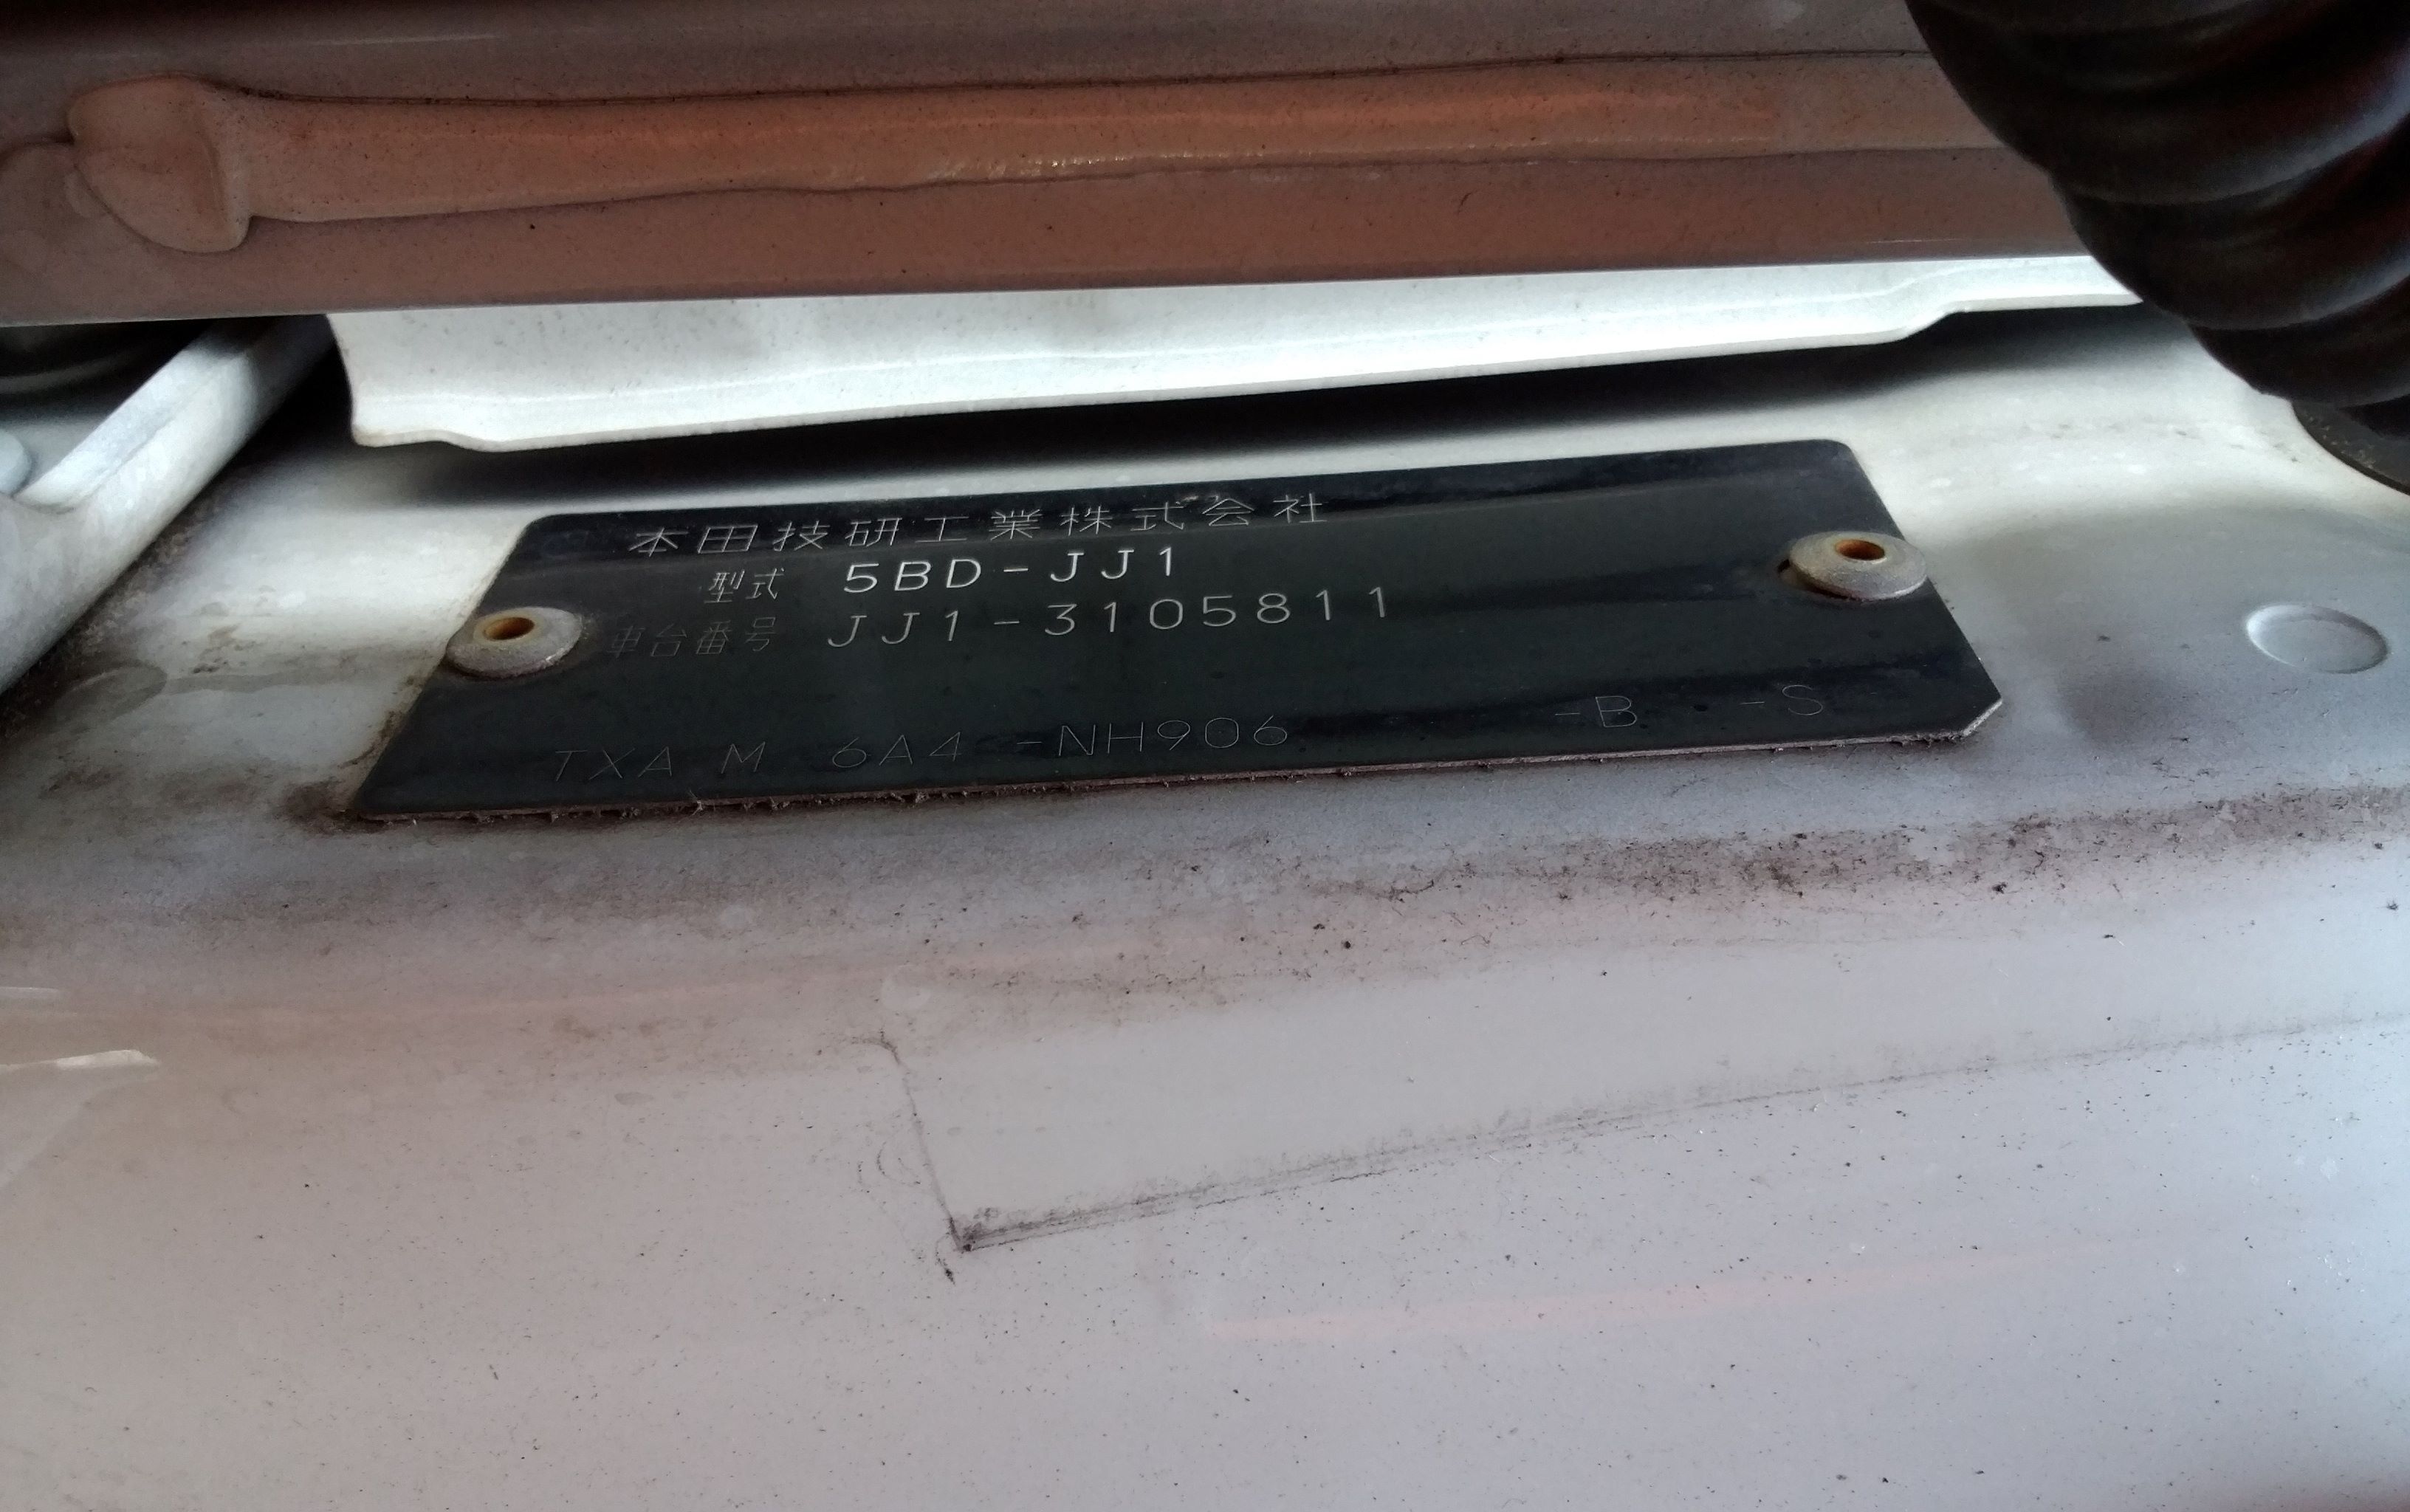 本田技研工業株式会社
型式 5BD-JJ1
車台番号 JJ1-3105811
TXA M 6A4 -NH906 -B -S